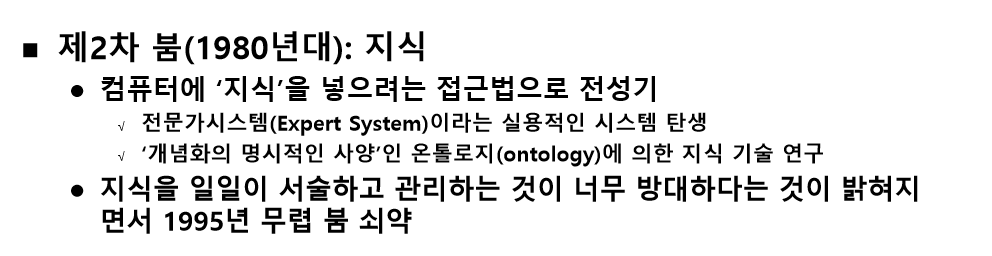 ■ 제2차 붐(1980년대): 지식
● 컴퓨터에 ‘지식’을 넣으려는 접근법으로 전성기
√ 전문가시스템(Expert System)이라는 실용적인 시스템 탄생
√ ‘개념화의 명시적인 사양’인 온톨로지(ontology)에 의한 지식 기술 연구
● 지식을 일일이 서술하고 관리하는 것이 너무 방대하다는 것이 밝혀지
면서 1995년 무렵 붐 쇠약